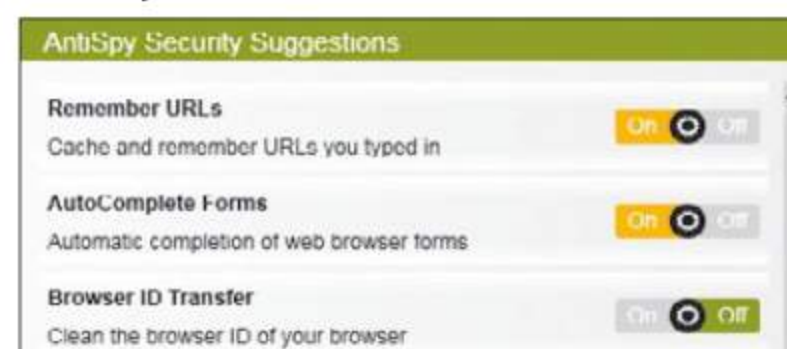 AntiSpy Security Suggestions
Remember URLs
On Off
Cache and remember URLs you typed in
AutoComplete Forms
On Off
Automatic completion of web browser forms
Browser ID Transfer
On Off
Clean the browser ID of your browser